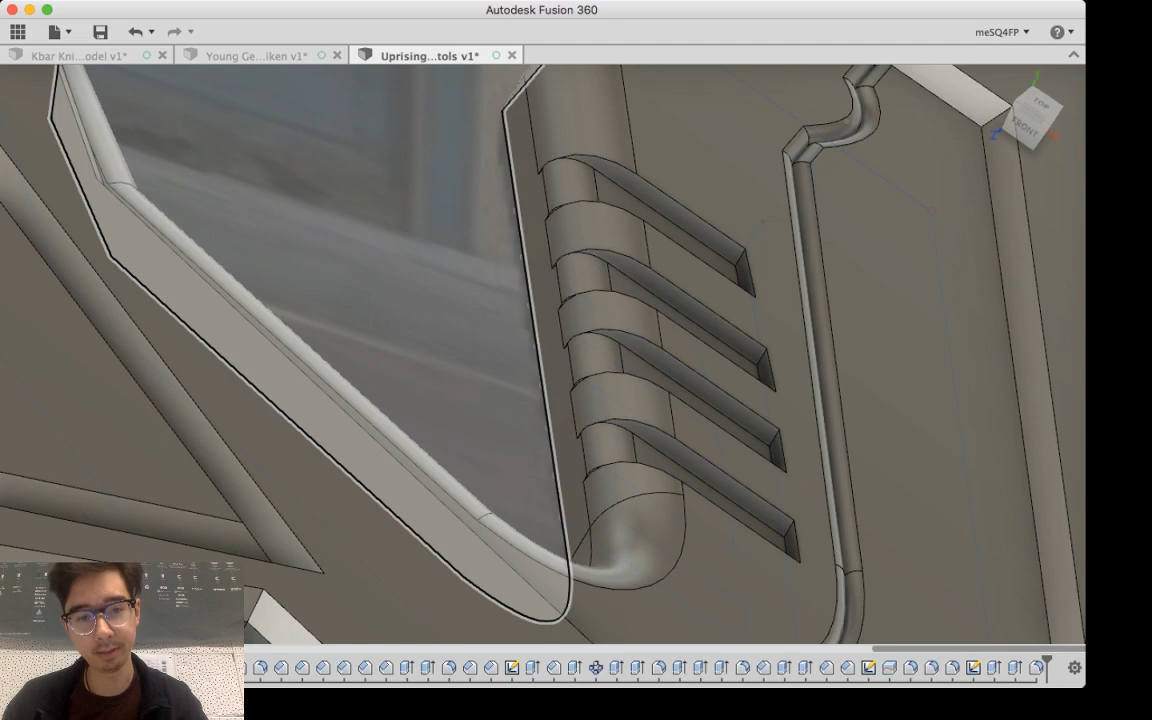 Autodesk Fusion 360
meSQ4FP
Kbar Kni...odel v1*
Young Ge...iken v1*
Uprising...tols v1*
TOP
FRONT